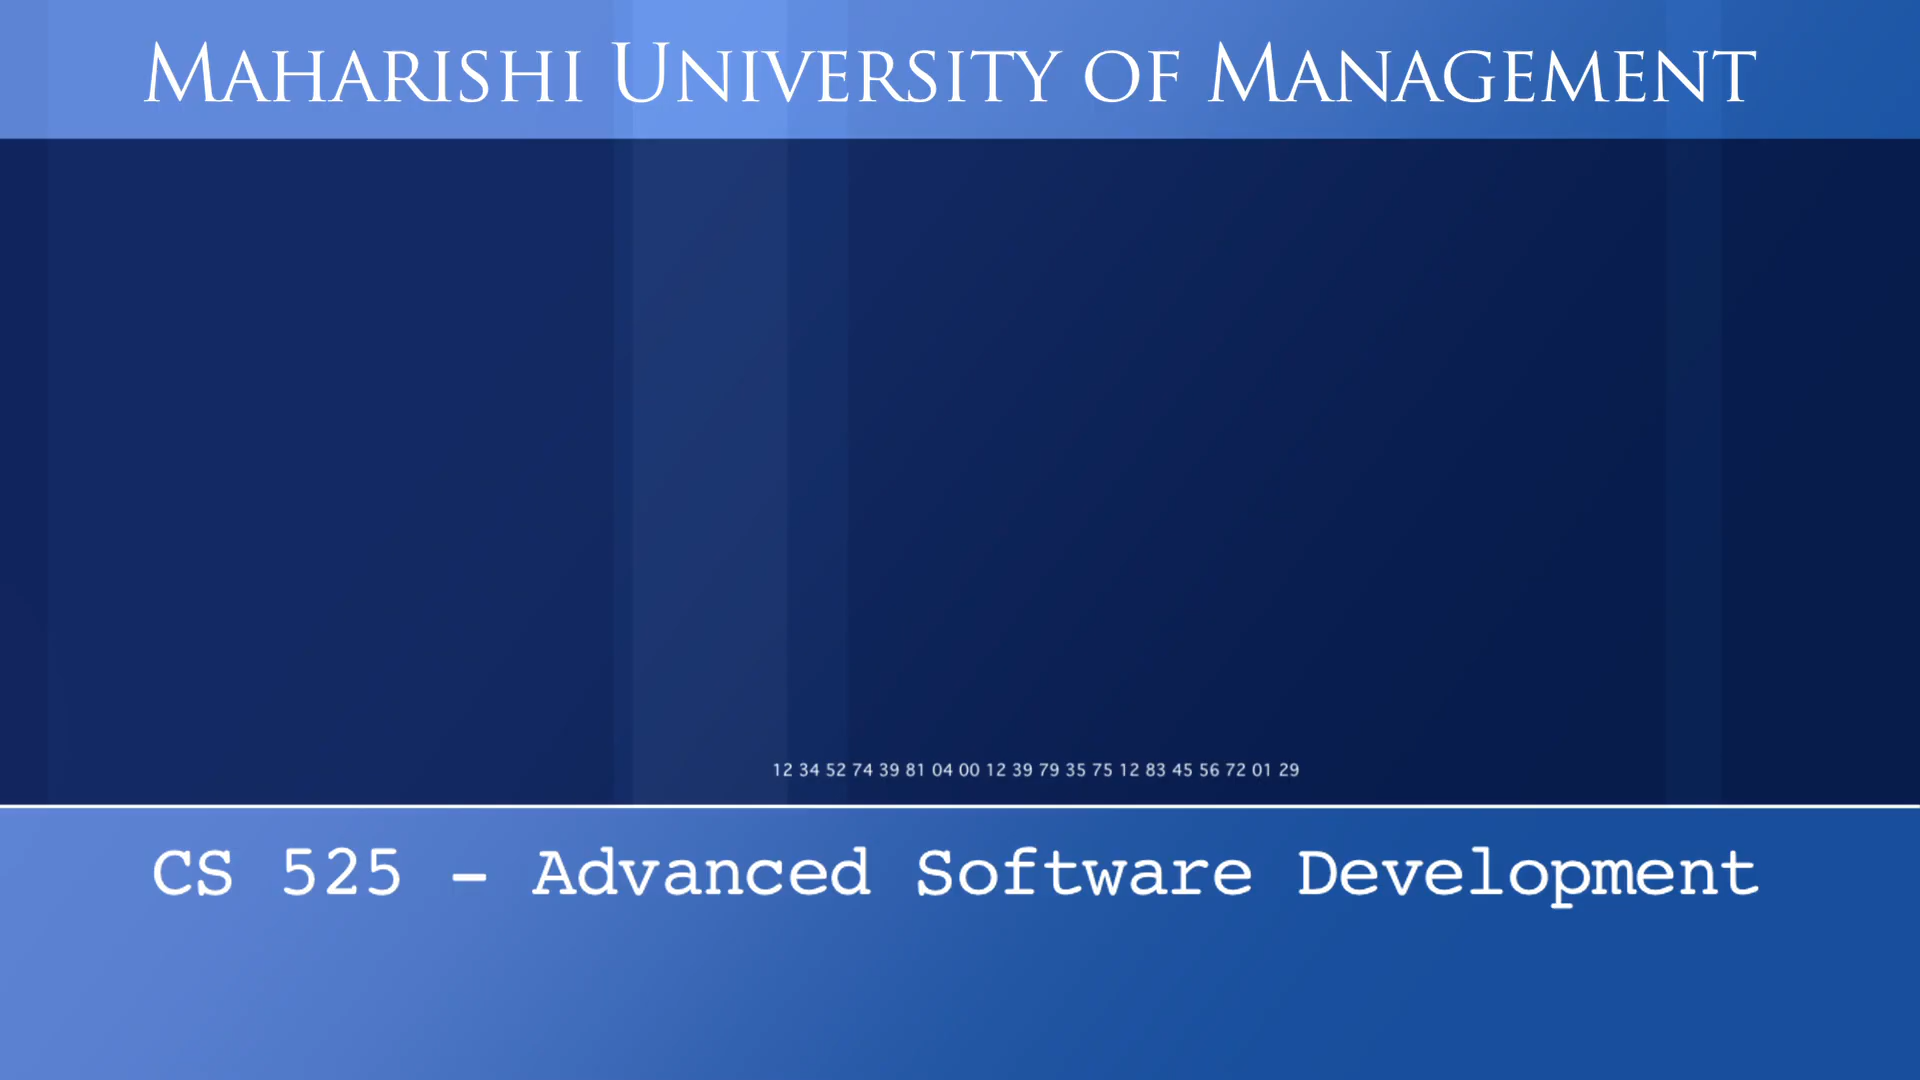 Maharishi University of Management
12 34 52 74 39 81 04 00 12 39 79 35 75 12 83 45 56 72 01 29
CS 525 – Advanced Software Development